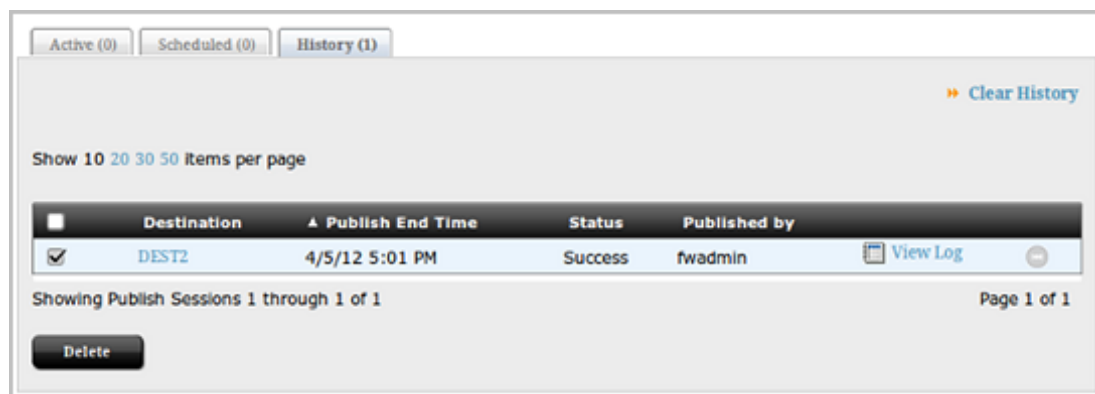 Active (0) Scheduled (0) History (1)
Clear History
Show 10 20 30 50 items per page
Destination ▲ Publish End Time Status Published by
DEST2 4/5/12 5:01 PM Success fwadmin View Log
Showing Publish Sessions 1 through 1 of 1 Page 1 of 1
Delete